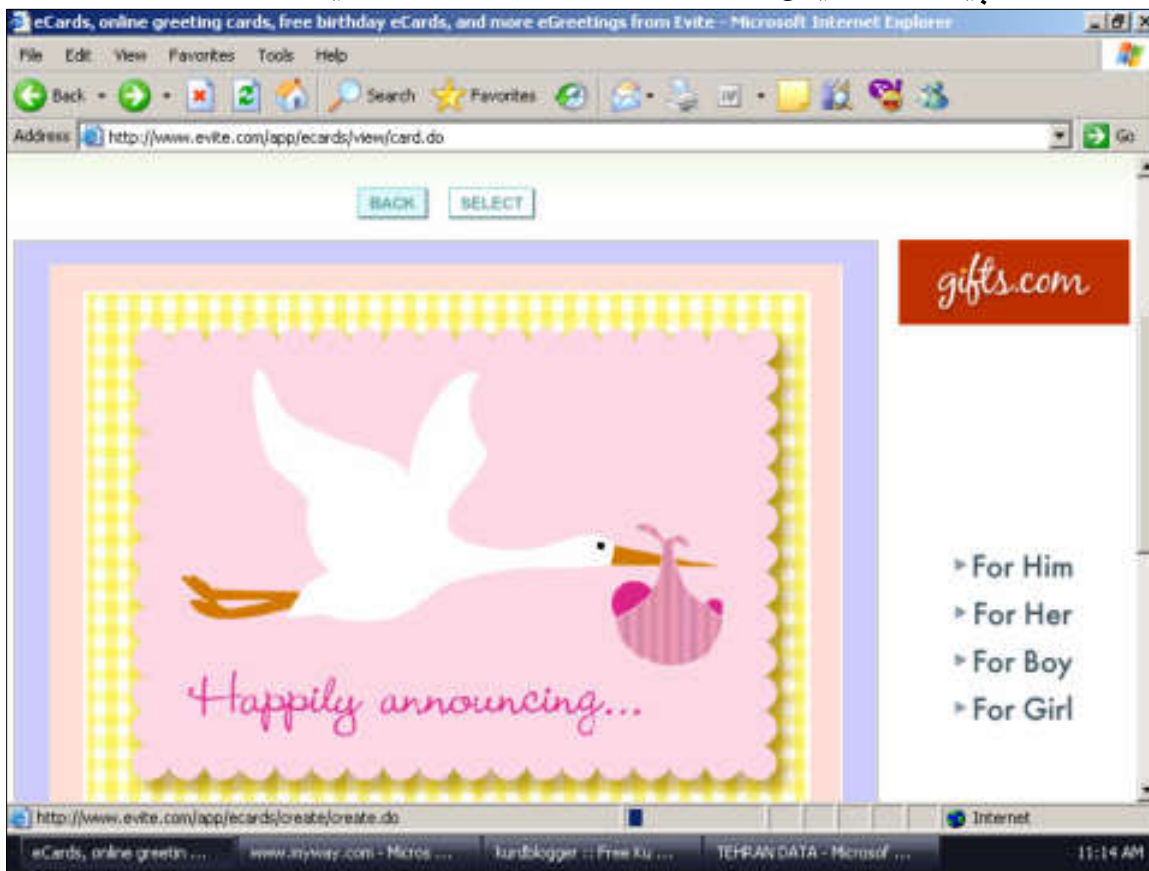 eCards, online greeting cards, free birthday eCards, and more eGreetings from Evite - Microsoft Internet Explorer
File Edit View Favorites Tools Help
Back Search Favorites
Address http://www.evite.com/app/ecards/view/card.do Go
BACK SELECT
gifts.com
Happily announcing...
For Him
For Her
For Boy
For Girl
http://www.evite.com/app/ecards/create/create.do Internet
eCards, online greetin ... www.myway.com - Micros ... kurdblogger :: Free Ku ... TEHRAN DATA - Microsof ... 11:14 AM